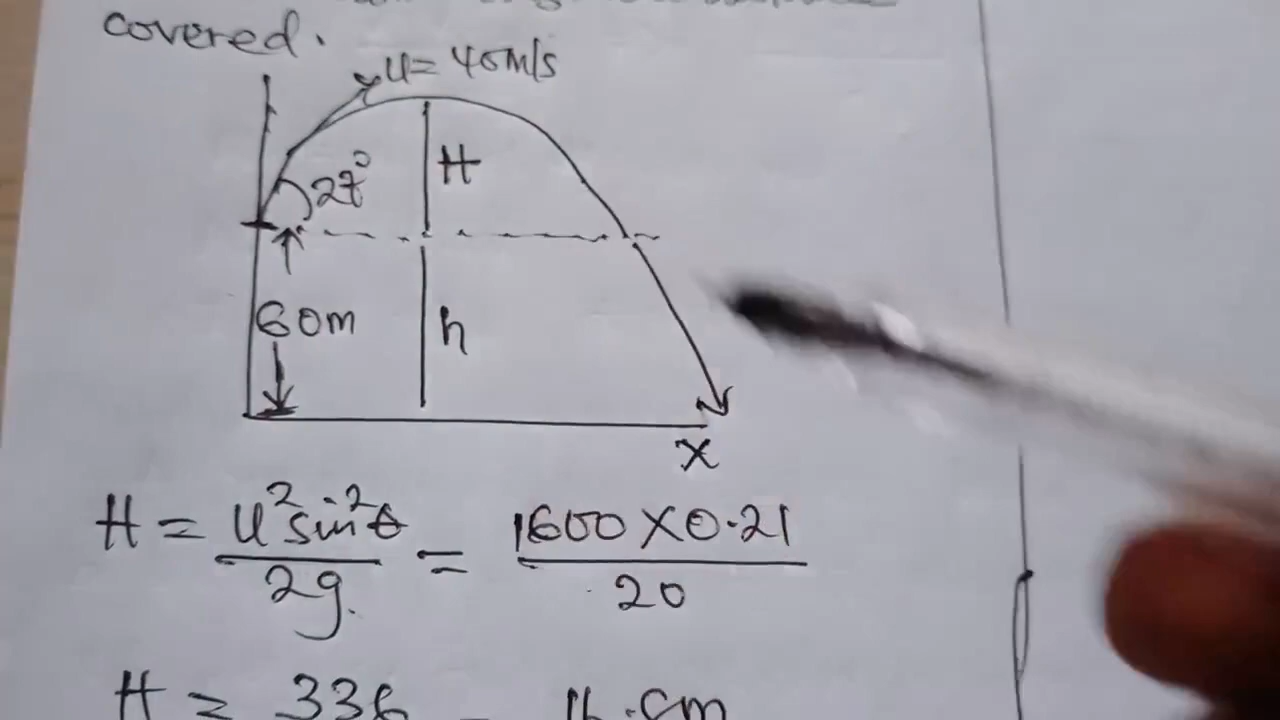 covered.
u= 40m/s
H
27°
60m
h
x
H = u²sin²θ / 2g. = 1600 X 0.21 / 20
H = 336